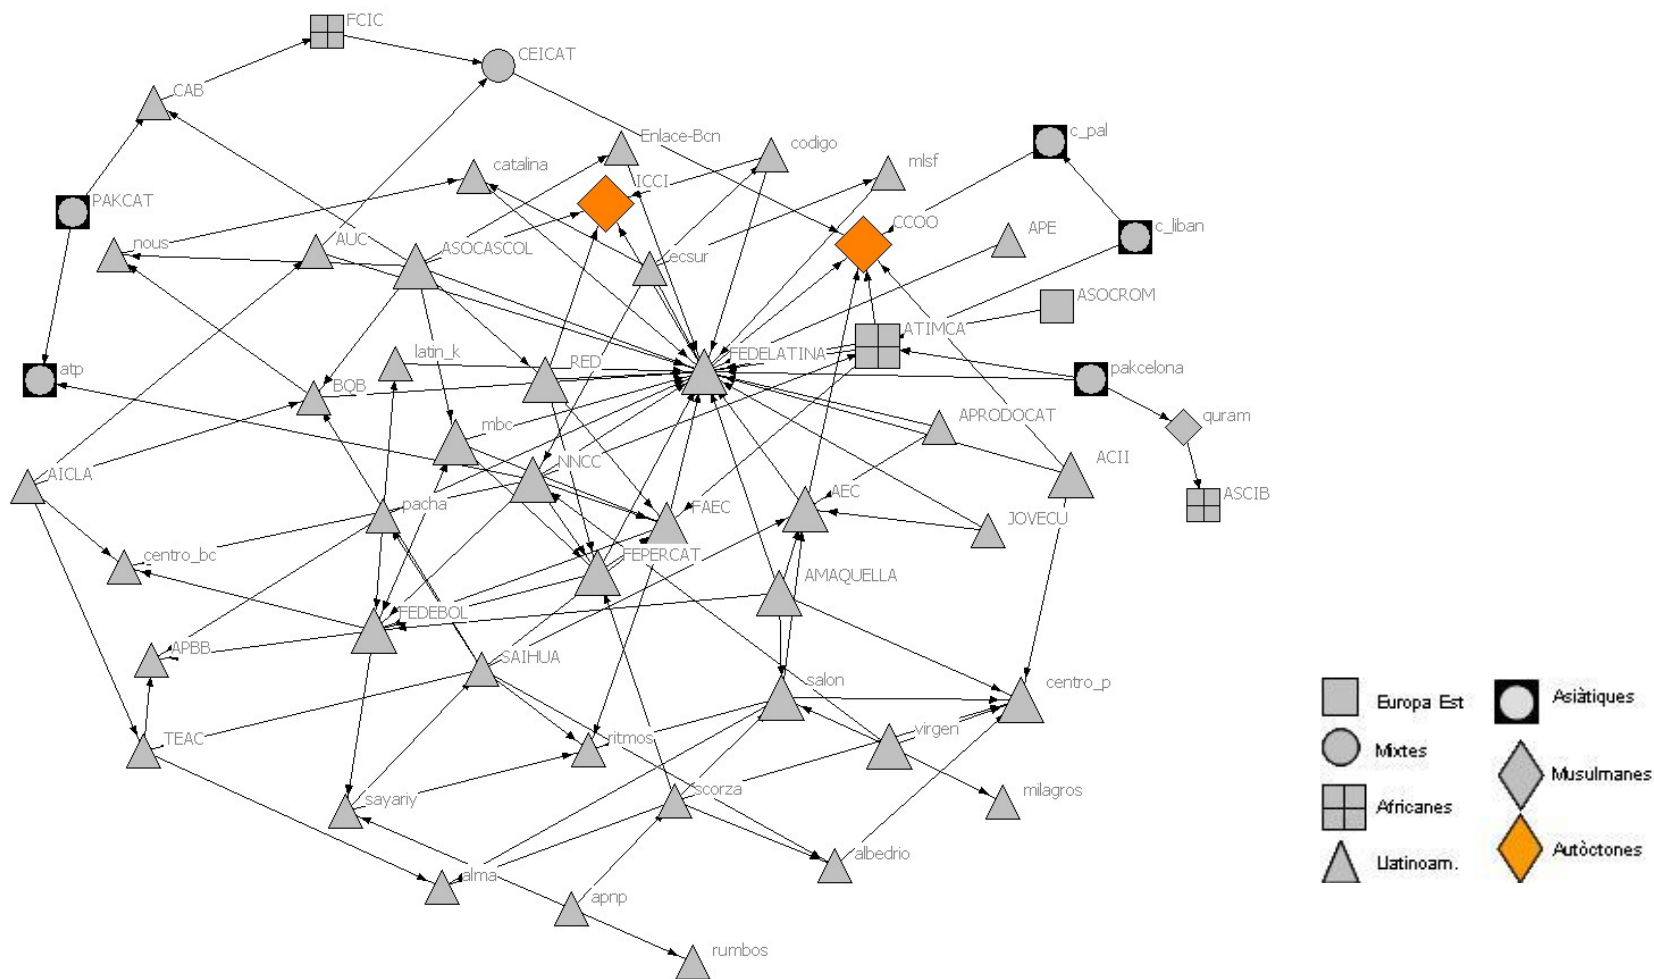 FCIC
CEICAT
CAB
Enlace-Bcn
codigo
c_pal
catalina
mlsf
ICCI
PAKCAT
CCOO
APE
c_liban
nous
AUC
ASOCASCOL
ecsur
ASOCROM
ATIMCA
latin_k
RED
FEDELATINA
atp
BQB
pakcelona
APRODOCAT
quram
mbc
ACII
AICLA
NNCC
AEC
pacha
FAEC
JOVECU
ASCIB
centro_bc
FEPERCAT
AMAQUELLA
FEDEBOL
APBB
SAIHUA
salon
centro_p
TEAC
ritmos
virgen
sayariy
scorza
milagros
albedrio
alma
apnp
rumbos
Europa Est
Asiàtiques
Mixtes
Musulmanes
Africanes
Llatinoam.
Autòctones